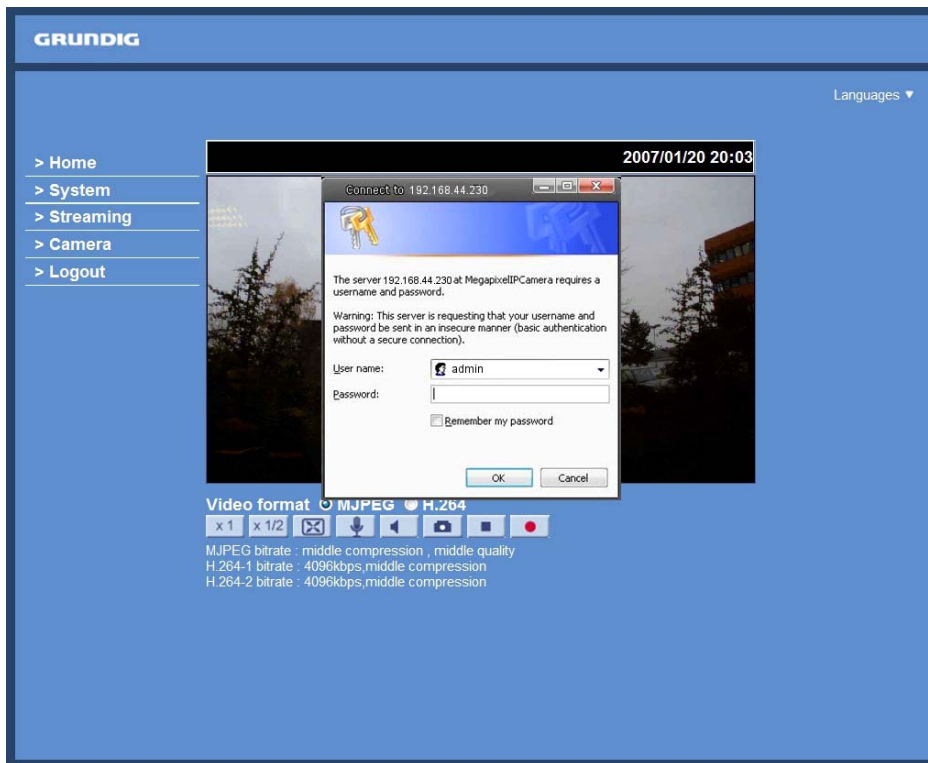 GRUNDIG
Languages ▼
> Home
> System
> Streaming
> Camera
> Logout
2007/01/20 20:03
Connect to 192.168.44.230
The server 192.168.44.230 at MegapixelIPCamera requires a
username and password.
Warning: This server is requesting that your username and
password be sent in an insecure manner (basic authentication
without a secure connection).
User name:
admin
Password:
Remember my password
OK
Cancel
Video format MJPEG H.264
x 1
x 1/2
MJPEG bitrate : middle compression , middle quality
H.264-1 bitrate : 4096kbps,middle compression
H.264-2 bitrate : 4096kbps,middle compression